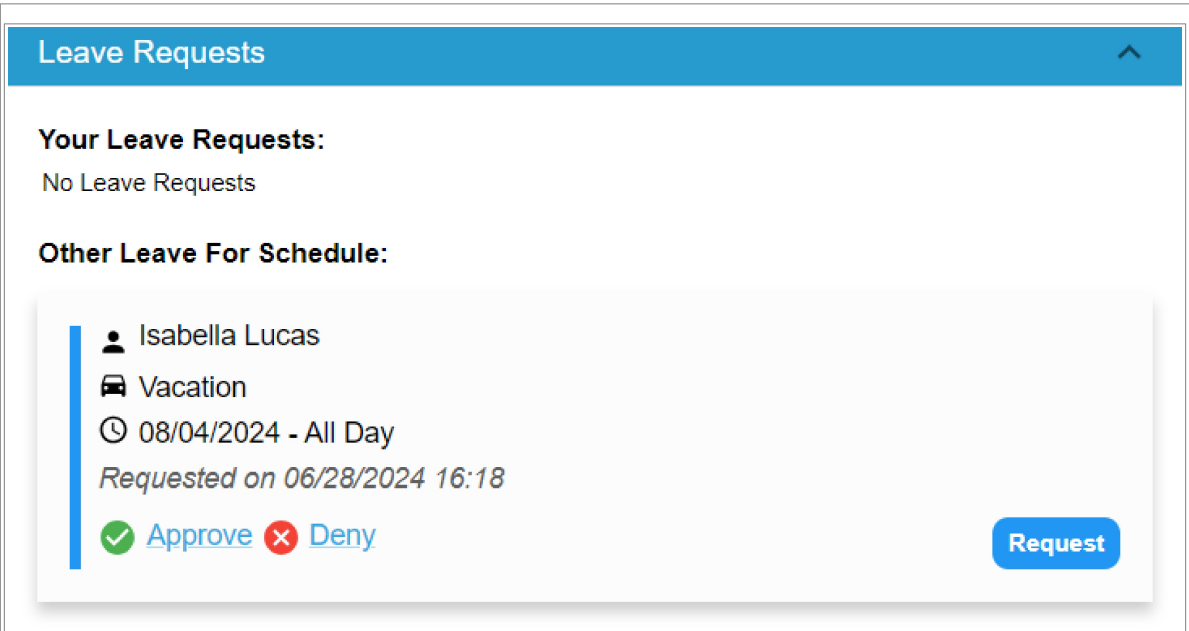 Leave Requests
Your Leave Requests:
No Leave Requests
Other Leave For Schedule:
Isabella Lucas
Vacation
08/04/2024 - All Day
Requested on 06/28/2024 16:18
Approve Deny
Request